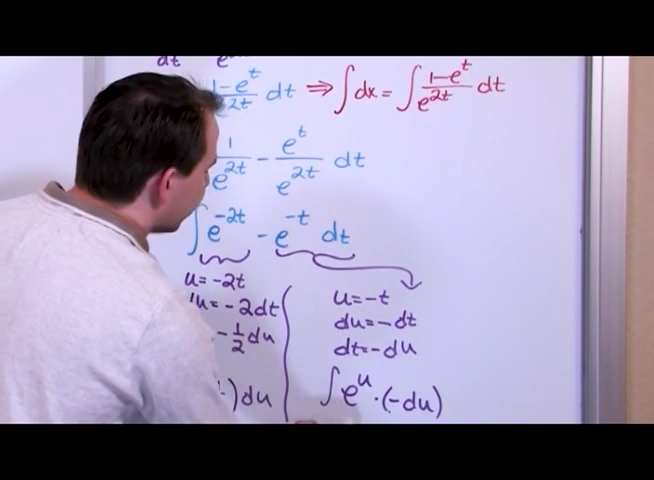 dt
1-e^t/2t dt ⇒ ∫dx = ∫ 1-e^t/e^2t dt
1/e^2t - e^t/e^2t dt
∫ e^-2t - e^-t dt
u = -2t
u = -2dt
-1/2 du
)du
u = -t
du = -dt
dt = -du
∫ e^u · (-du)